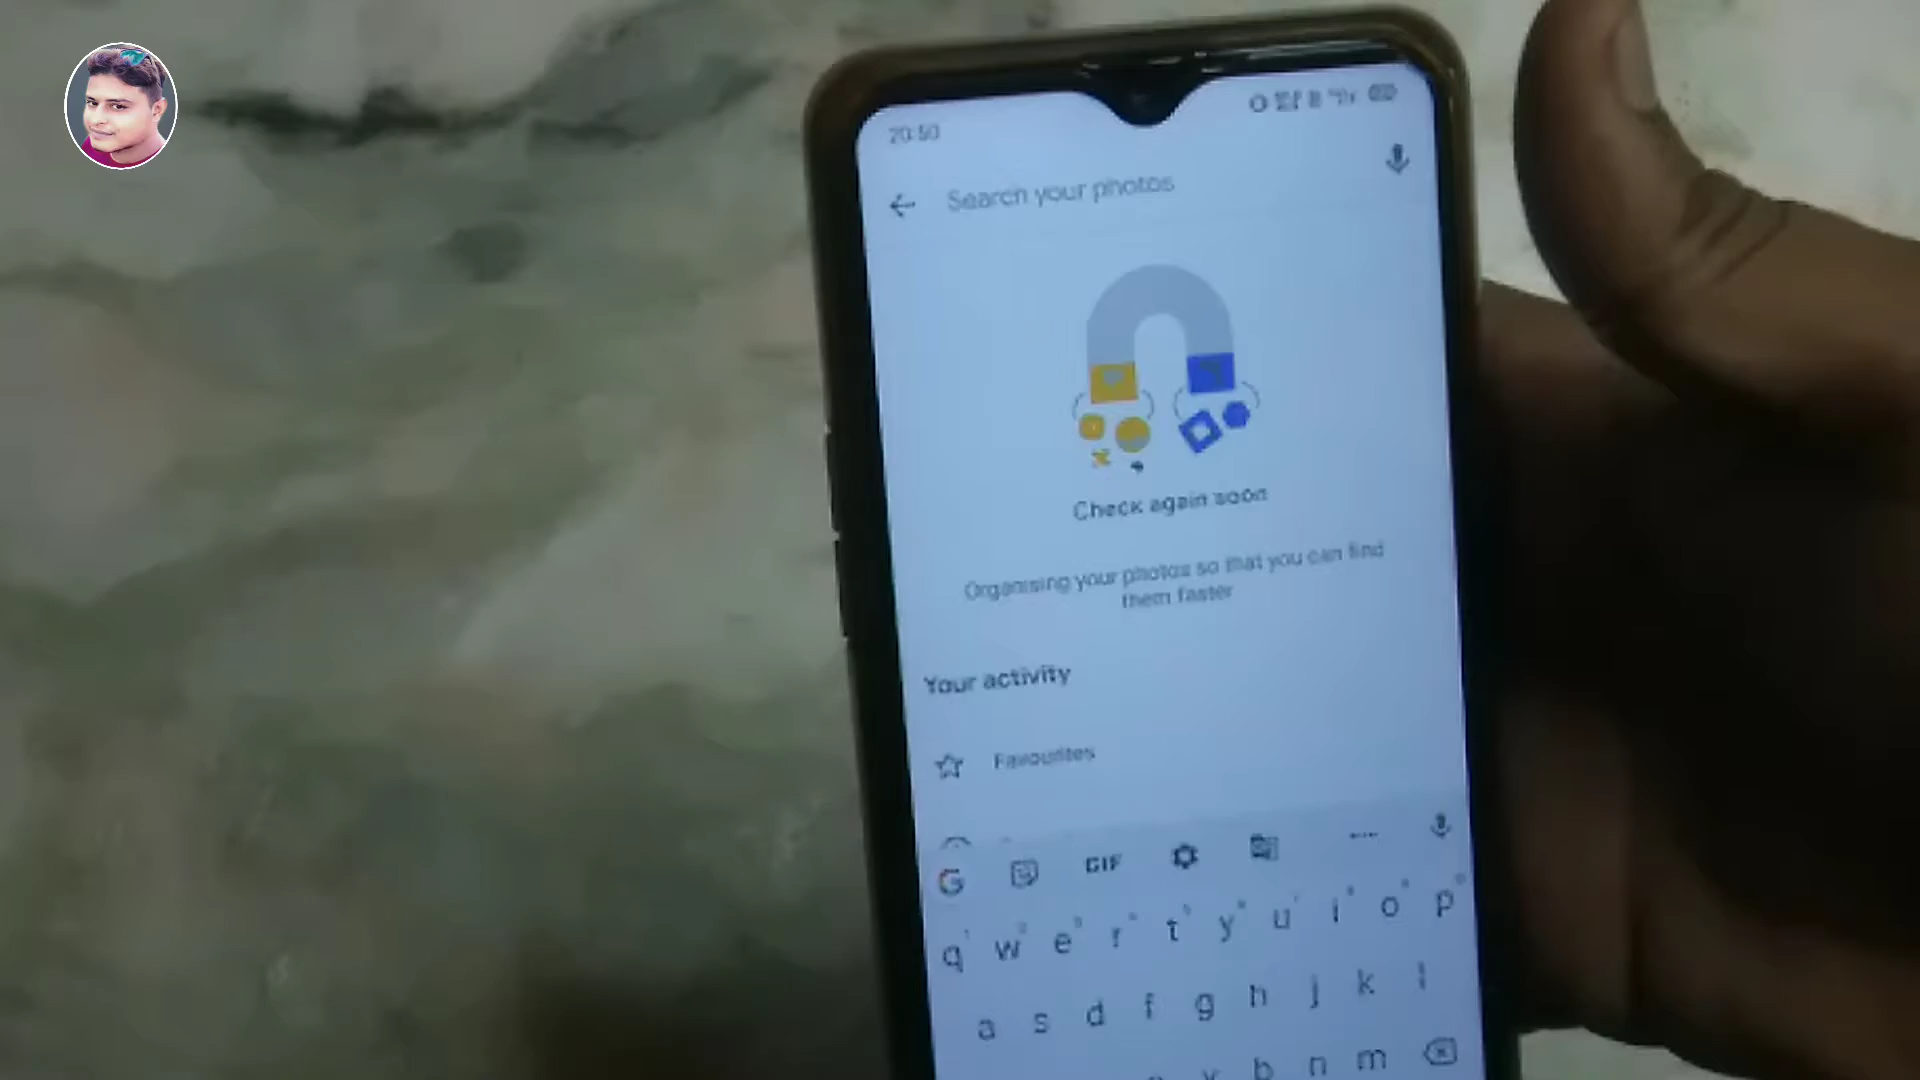 20:50
Search your photos
Check again soon
Organising your photos so that you can find
them faster
Your activity
Favourites
G GIF
q w e r t y u i o p
a s d f g h j k l
v b n m